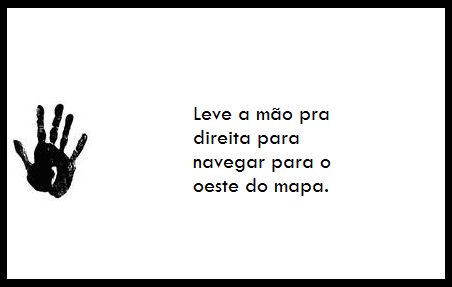 Leve a mão pra
direita para
navegar para o
oeste do mapa.